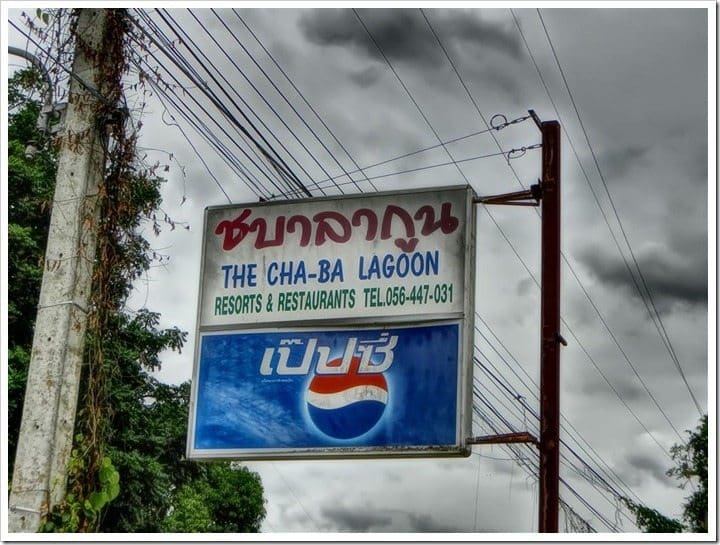 ชบาลากูน
THE CHA-BA LAGOON
RESORTS & RESTAURANTS TEL.056-447-031
เป๊ปซี่